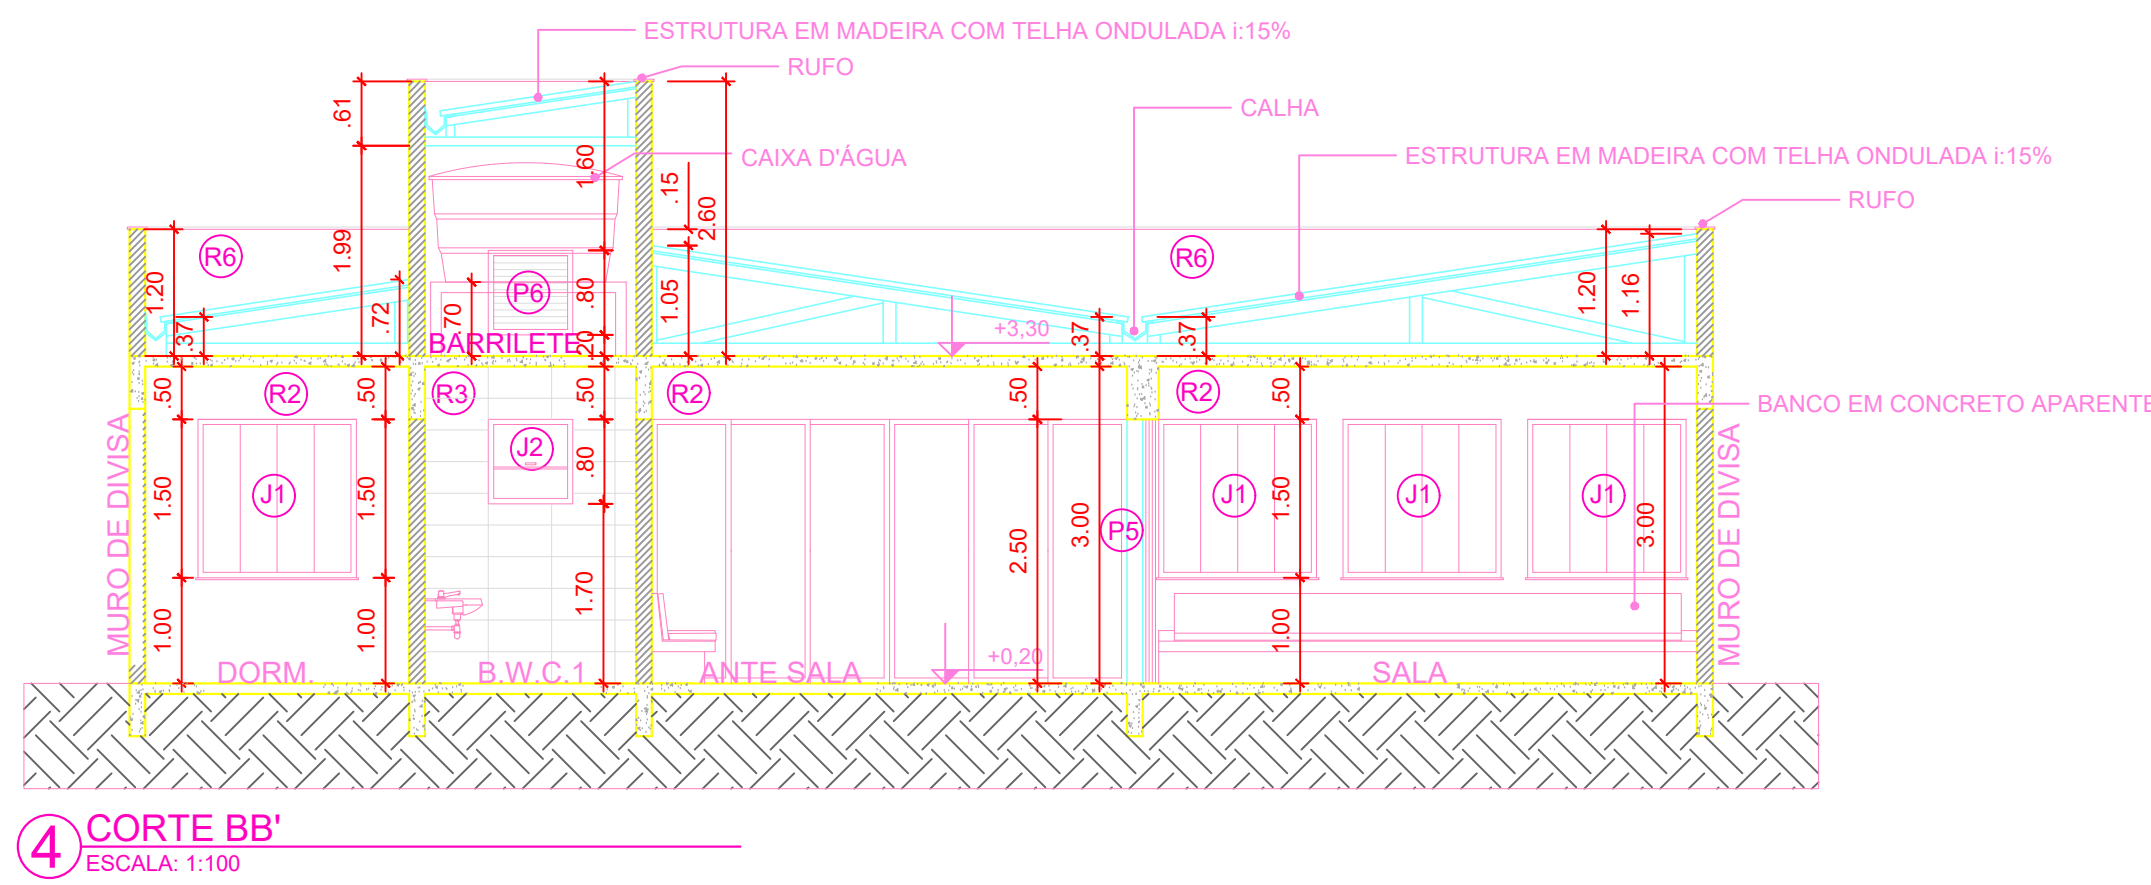 ESTRUTURA EM MADEIRA COM TELHA ONDULADA i:15%
RUFO
CALHA
CAIXA D'ÁGUA
ESTRUTURA EM MADEIRA COM TELHA ONDULADA i:15%
RUFO
.61
1.99
1.60
.15
2.60
R6
R6
1.20
.37
.72
.70
P6
.80
.20
1.05
BARRILETE
+3,30
.37
.37
1.20
1.16
.50
R2
.50
R3
.50
R2
.50
R2
.50
BANCO EM CONCRETO APARENTE
MURO DE DIVISA
1.50
J1
1.50
J2
.80
2.50
3.00
P5
J1
1.50
J1
J1
3.00
MURO DE DIVISA
1.00
1.00
1.70
1.00
+0,20
DORM.
B.W.C.1
ANTE SALA
SALA
4
CORTE BB'
ESCALA: 1:100